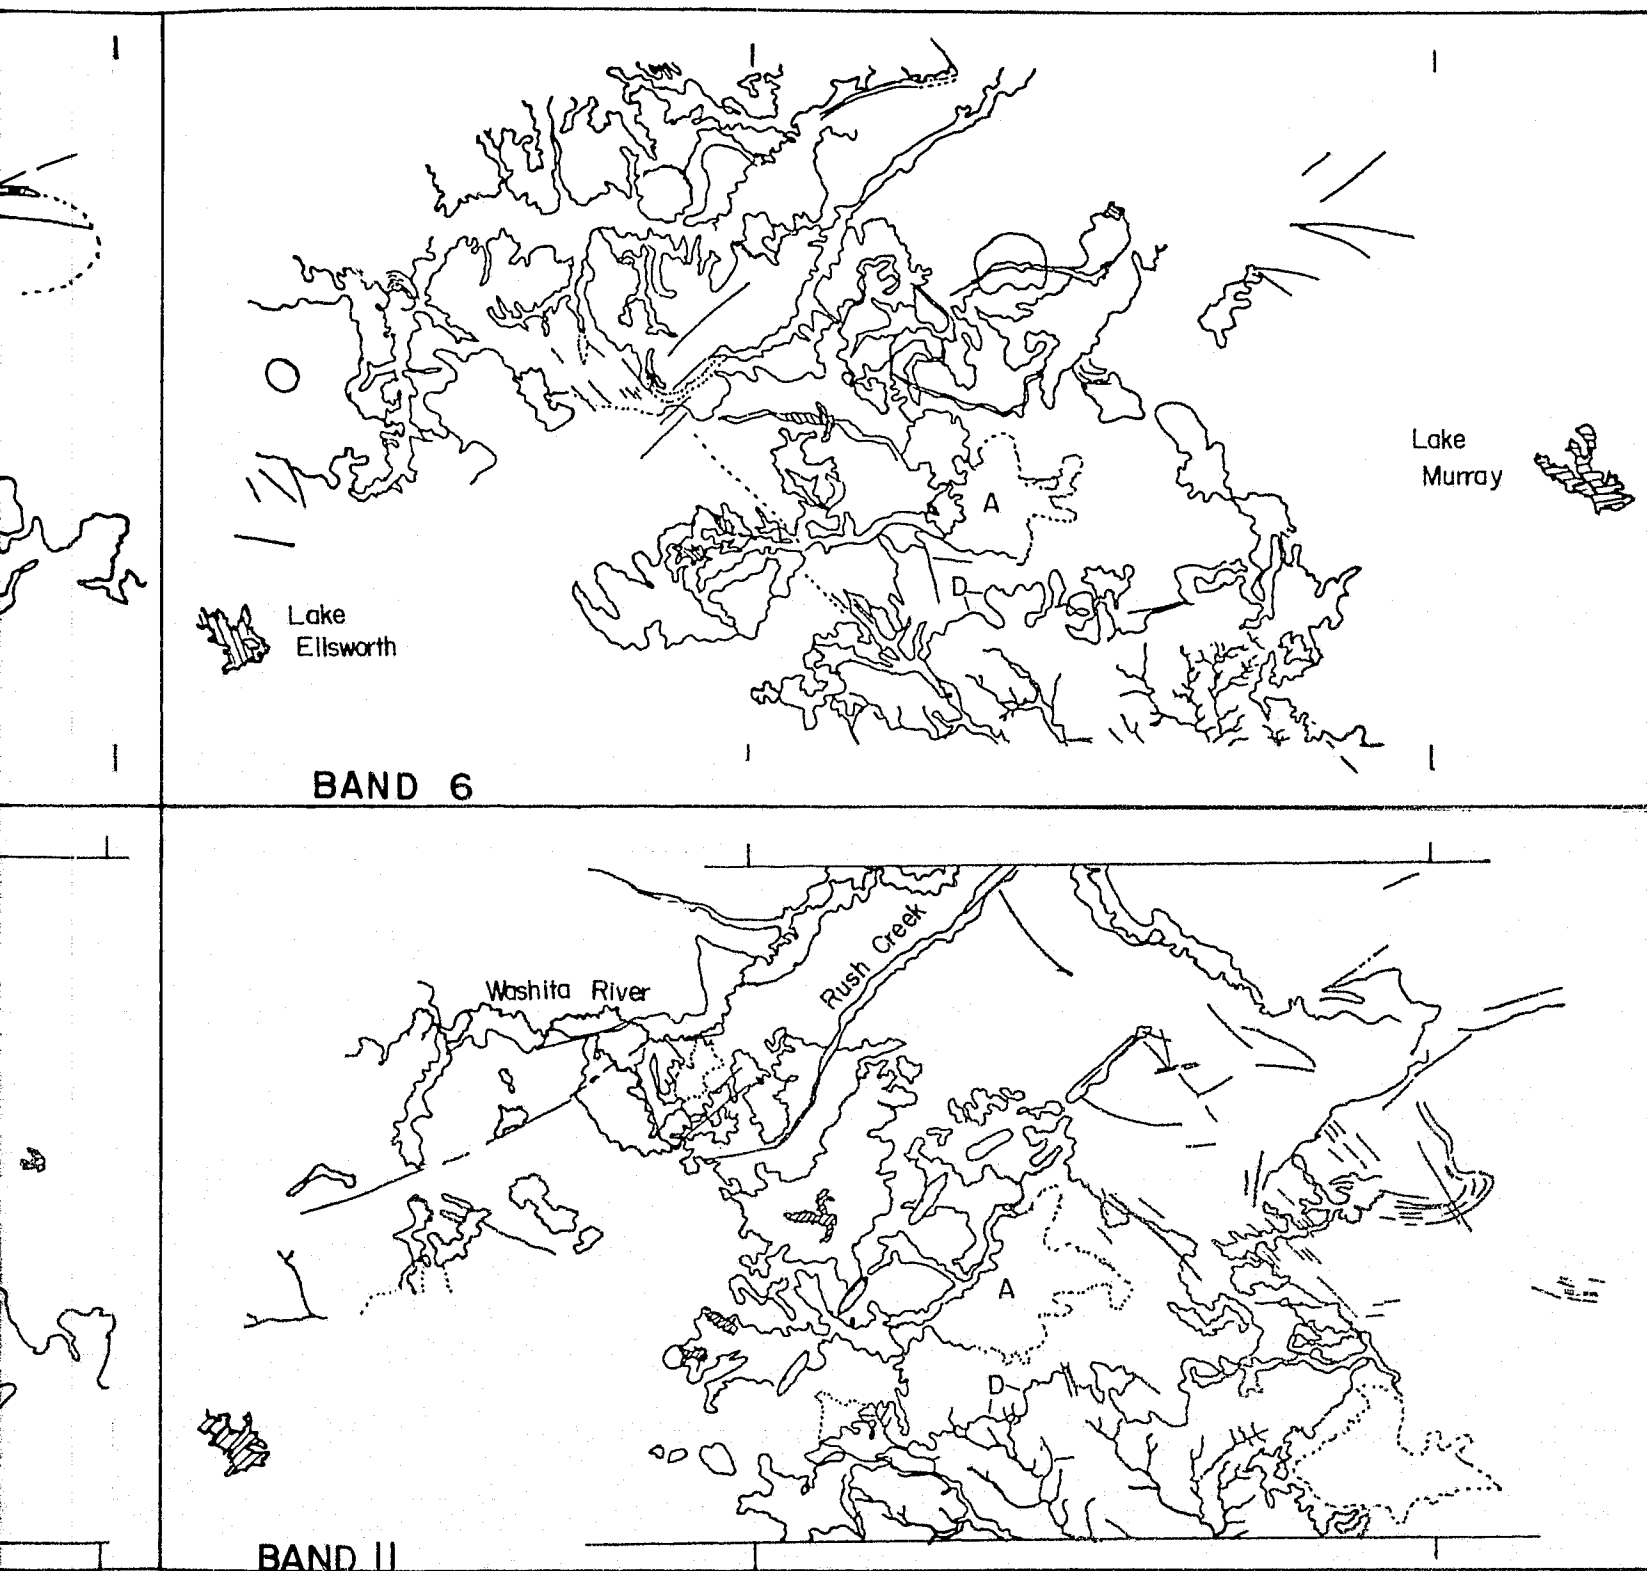 Lake
Murray
A
D
Lake
Ellsworth
BAND 6
Rush Creek
Washita River
A
D
BAND 11